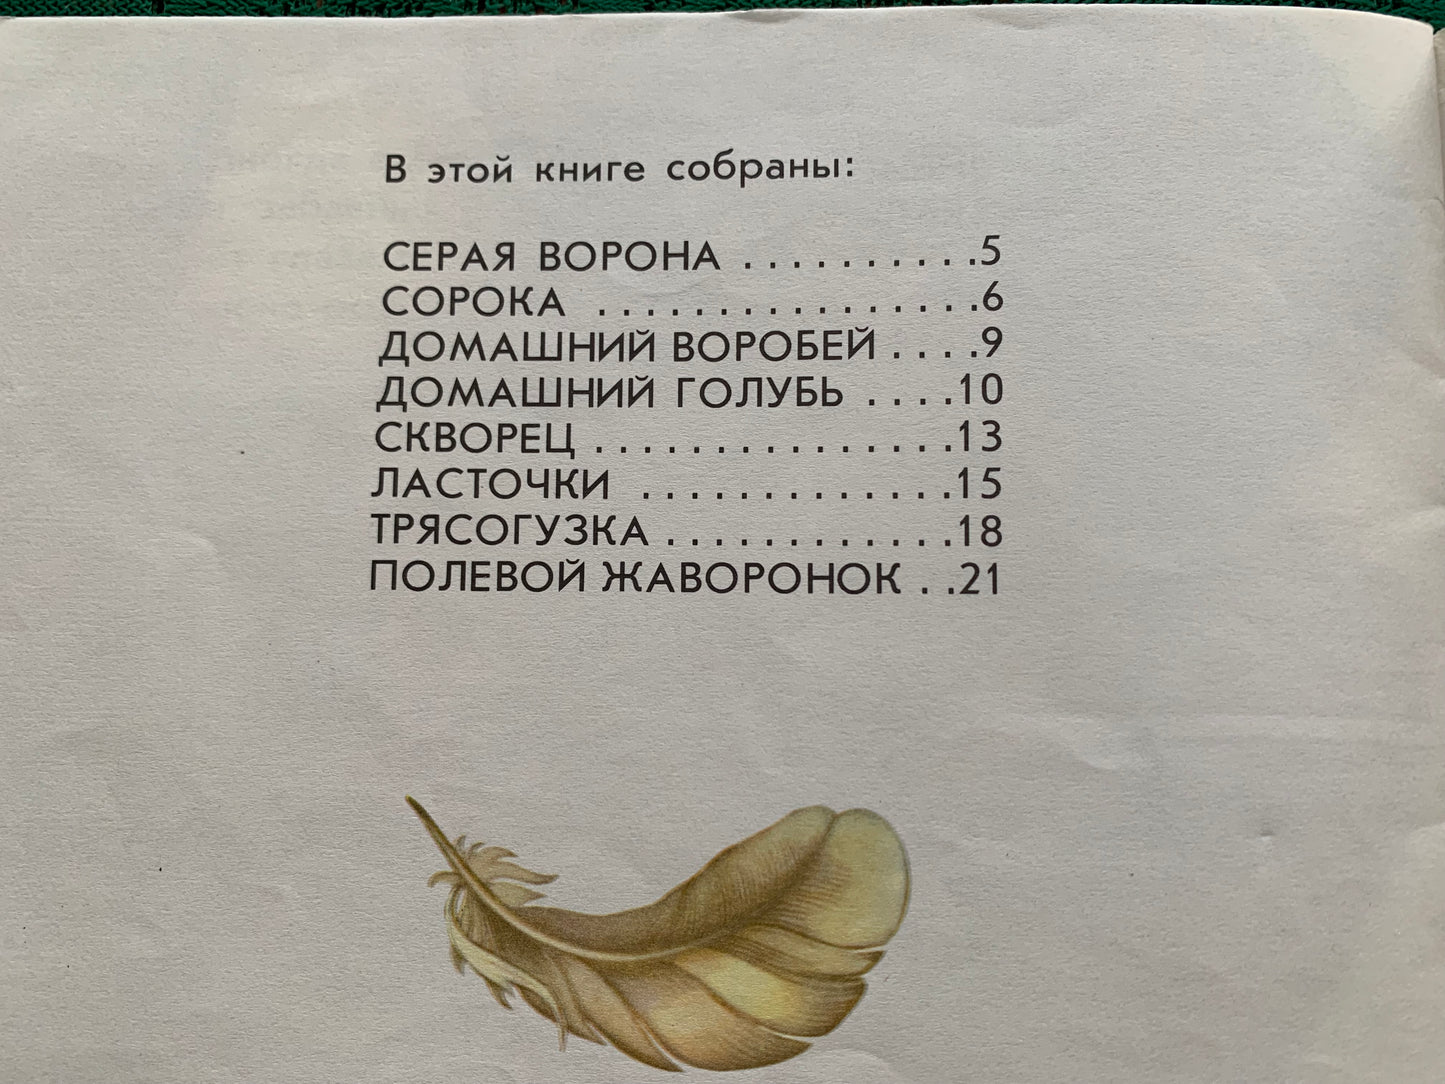 В этой книге собраны:
СЕРАЯ ВОРОНА . . . . . . . . . .5
СОРОКА . . . . . . . . . . . . . . . .6
ДОМАШНИЙ ВОРОБЕЙ . . . .9
ДОМАШНИЙ ГОЛУБЬ . . . .10
СКВОРЕЦ . . . . . . . . . . . . . . .13
ЛАСТОЧКИ . . . . . . . . . . . . .15
ТРЯСОГУЗКА . . . . . . . . . . . .18
ПОЛЕВОЙ ЖАВОРОНОК . .21